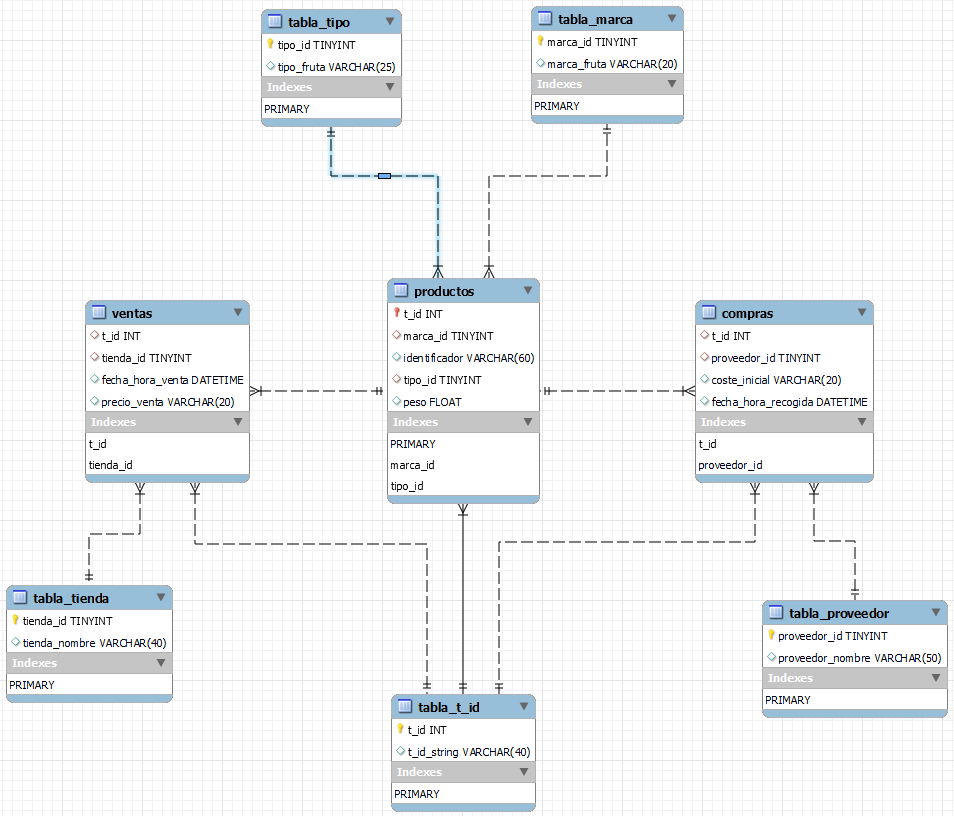 tabla_tipo
tipo_id TINYINT
tipo_fruta VARCHAR(25)
Indexes
PRIMARY
tabla_marca
marca_id TINYINT
marca_fruta VARCHAR(20)
Indexes
PRIMARY
ventas
t_id INT
tienda_id TINYINT
fecha_hora_venta DATETIME
precio_venta VARCHAR(20)
Indexes
t_id
tienda_id
productos
t_id INT
marca_id TINYINT
identificador VARCHAR(60)
tipo_id TINYINT
peso FLOAT
Indexes
PRIMARY
marca_id
tipo_id
compras
t_id INT
proveedor_id TINYINT
coste_inicial VARCHAR(20)
fecha_hora_recogida DATETIME
Indexes
t_id
proveedor_id
tabla_tienda
tienda_id TINYINT
tienda_nombre VARCHAR(40)
Indexes
PRIMARY
tabla_t_id
t_id INT
t_id_string VARCHAR(40)
Indexes
PRIMARY
tabla_proveedor
proveedor_id TINYINT
proveedor_nombre VARCHAR(50)
Indexes
PRIMARY